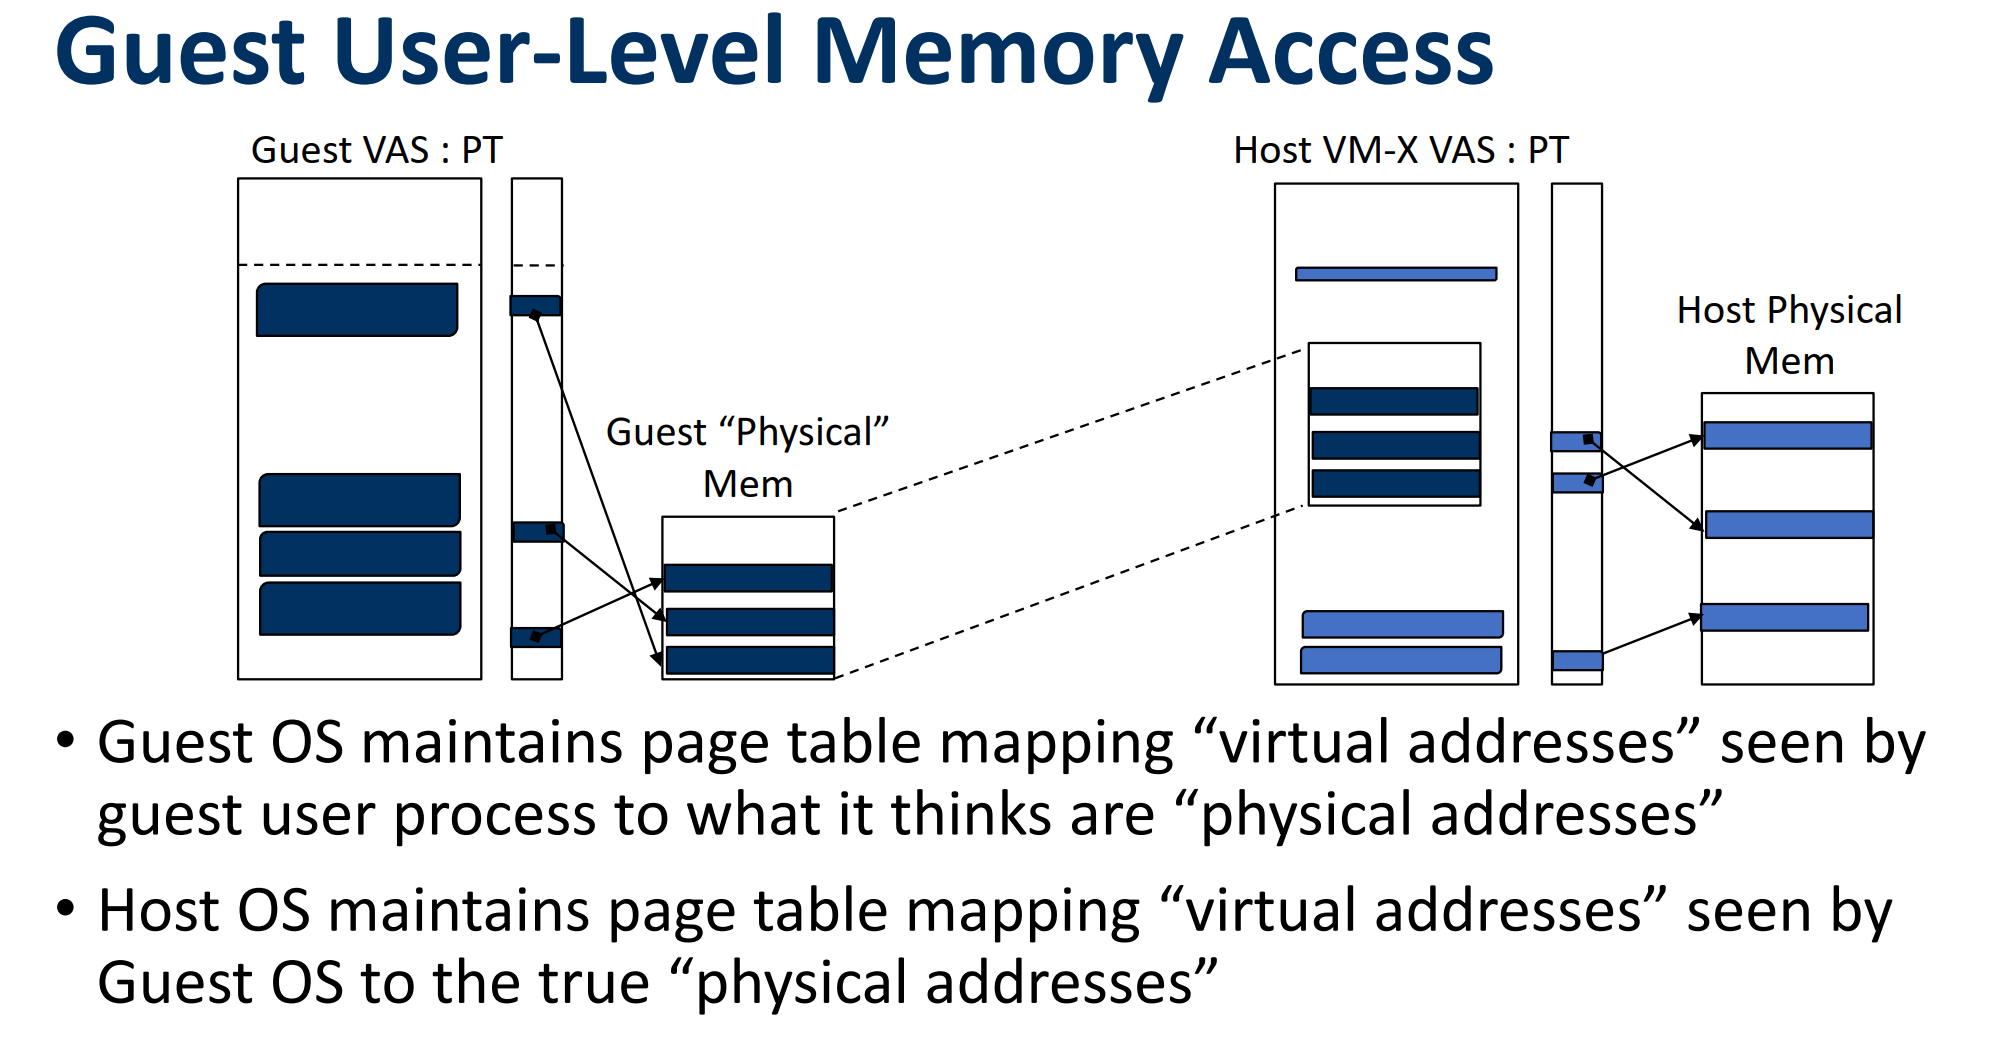 Guest User-Level Memory Access
Guest VAS : PT
Host VM-X VAS : PT
Host Physical
Mem
Guest “Physical”
Mem
• Guest OS maintains page table mapping “virtual addresses” seen by
guest user process to what it thinks are “physical addresses”
• Host OS maintains page table mapping “virtual addresses” seen by
Guest OS to the true “physical addresses”